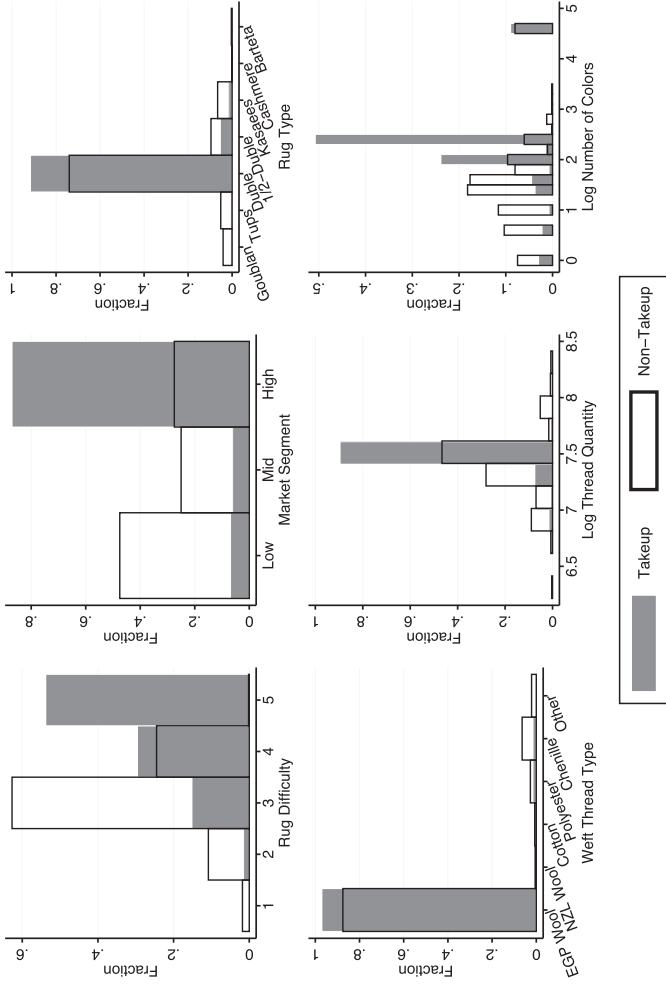 Fraction
0 .2 .4 .6
1 2 3 4 5
Rug Difficulty
Fraction
0 .2 .4 .6 .8
Low Mid High
Market Segment
Fraction
0 .2 .4 .6 .8 1
Goublan Tups Duble 1/2−Duble Kasaees Cashmere Barteta
Rug Type
Fraction
0 .2 .4 .6 .8 1
EGP Wool NZL Wool Cotton Polyester Chenille Other
Weft Thread Type
Fraction
0 .2 .4 .6 .8 1
6.5 7 7.5 8 8.5
Log Thread Quantity
Fraction
0 .1 .2 .3 .4 .5
0 1 2 3 4 5
Log Number of Colors
Takeup Non−Takeup